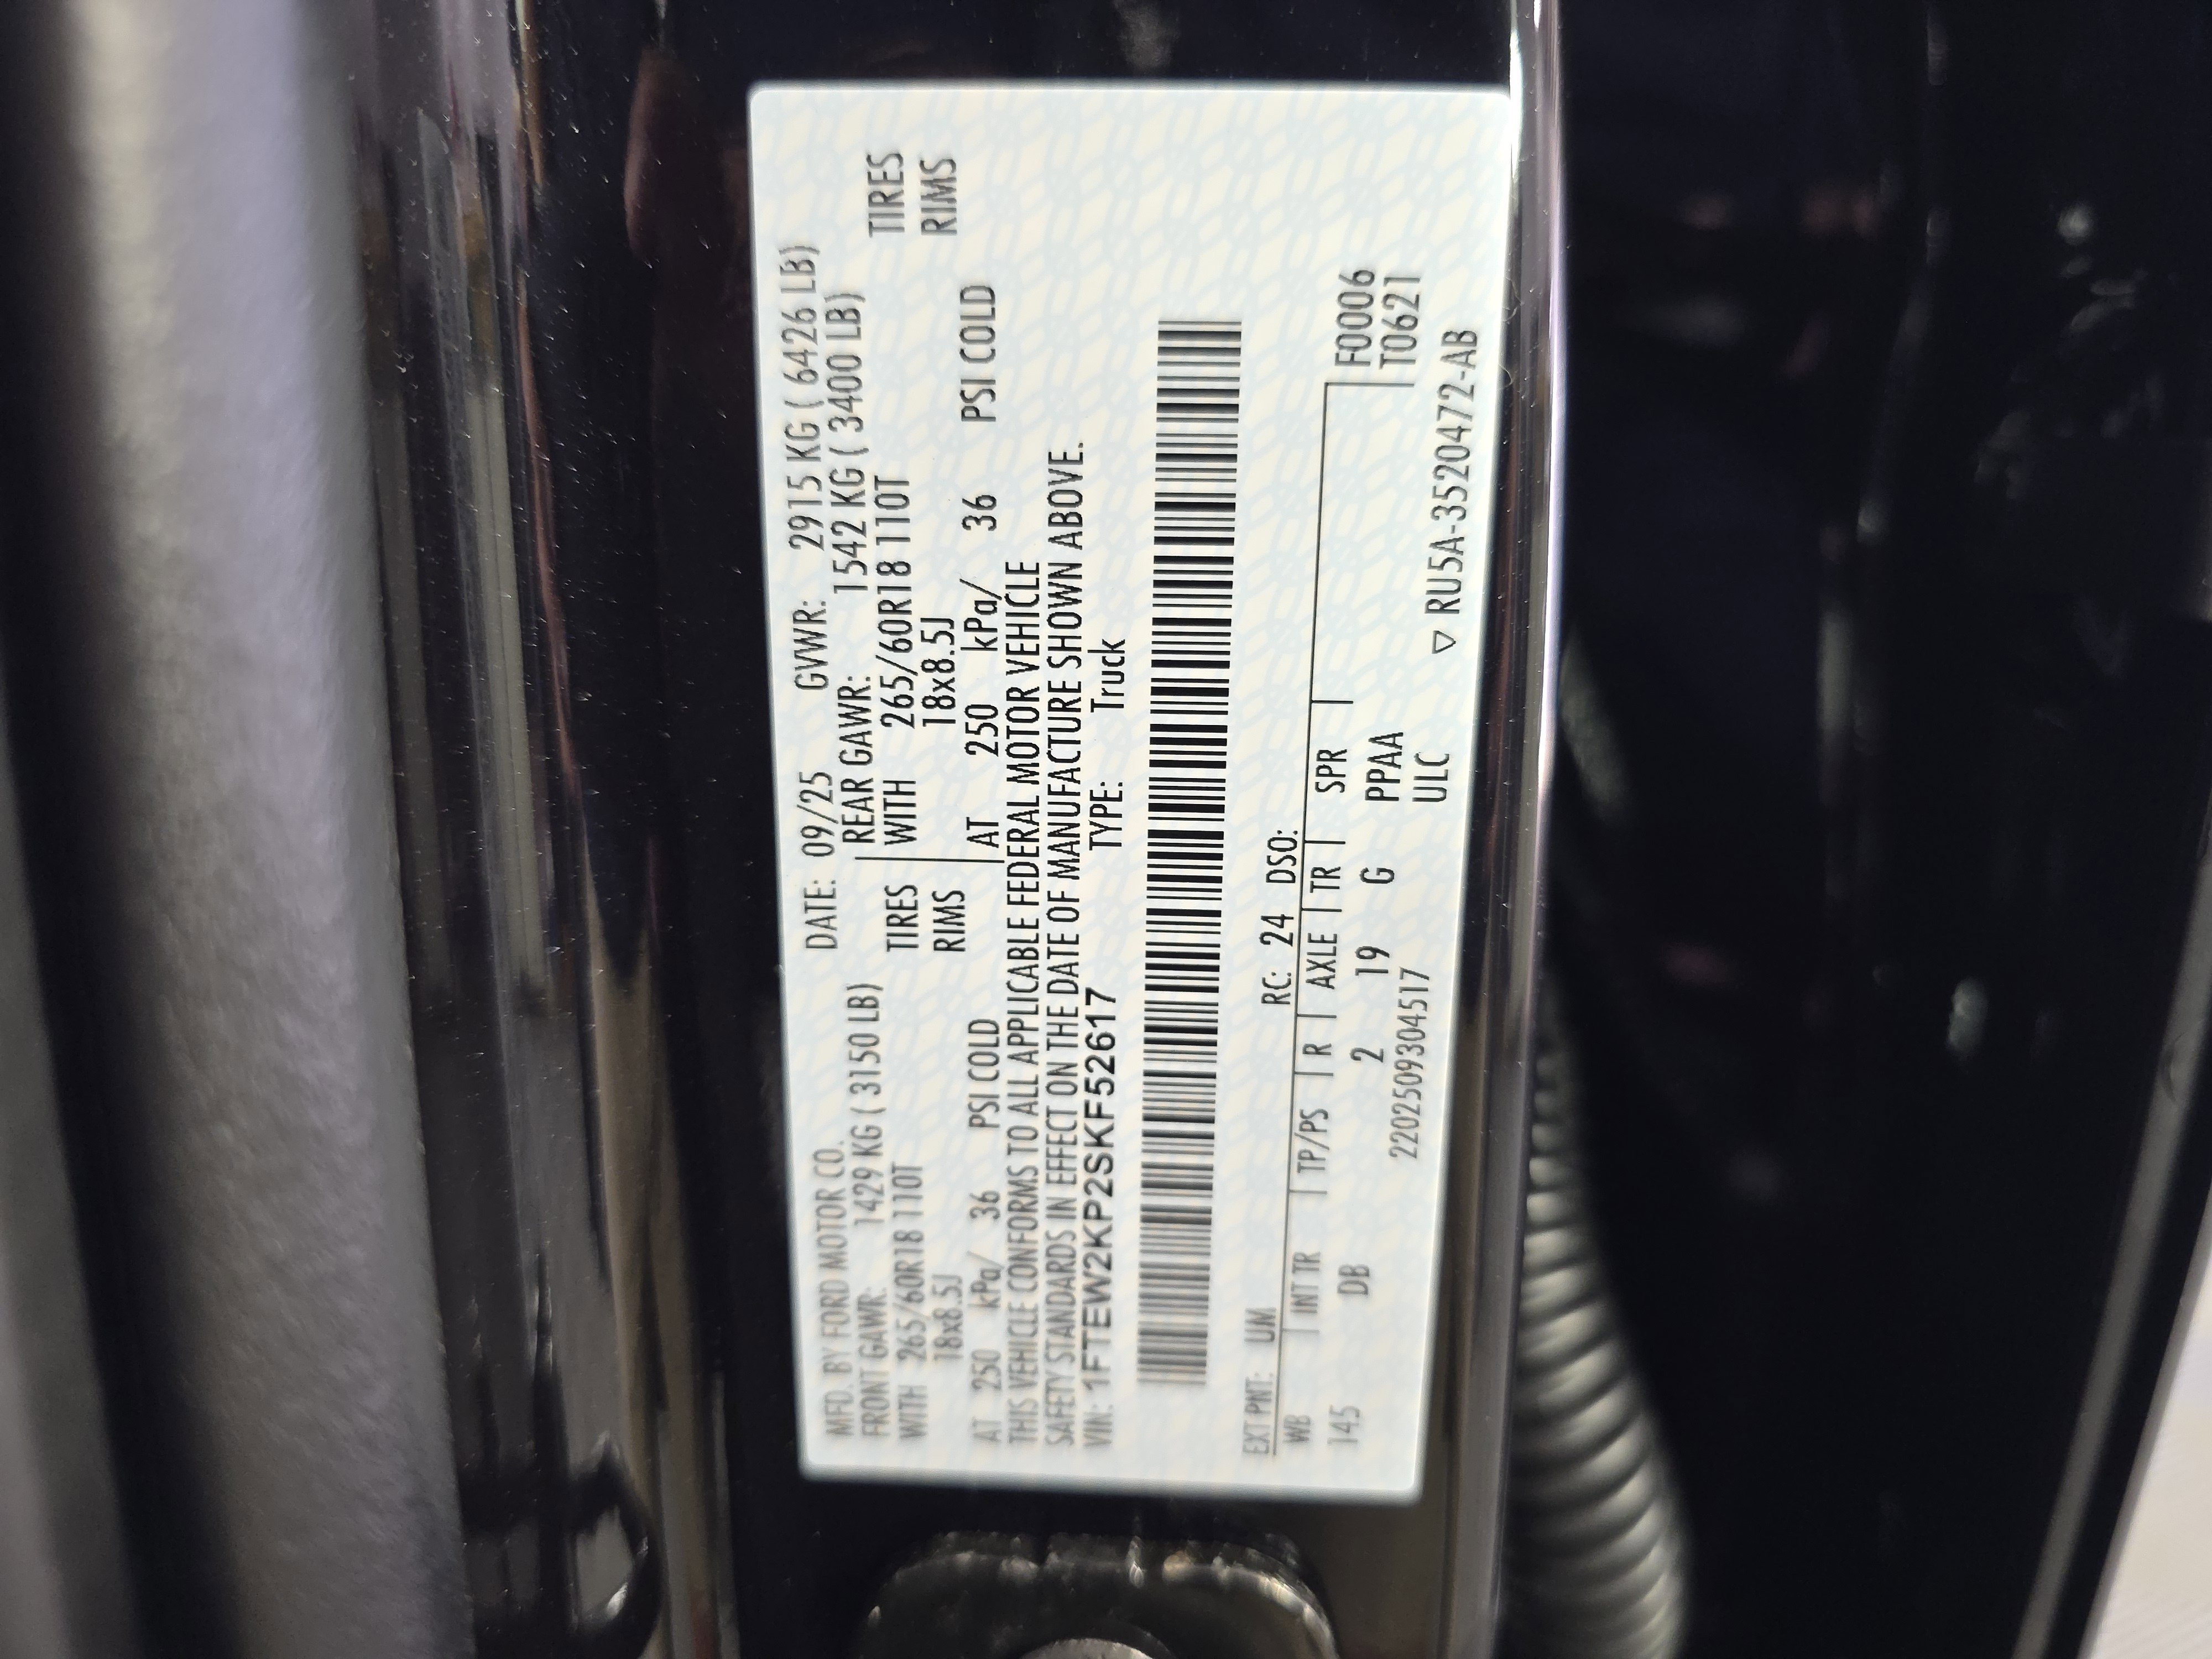 MFD. BY FORD MOTOR CO. DATE: 09/25 GVWR: 2915 KG ( 6426 LB)
FRONT GAWR: 1429 KG ( 3150 LB) REAR GAWR: 1542 KG ( 3400 LB)
WITH 265/60R18 110T TIRES WITH 265/60R18 110T TIRES
18x8.5J RIMS 18x8.5J RIMS
AT 250 kPa/ 36 PSI COLD AT 250 kPa/ 36 PSI COLD
THIS VEHICLE CONFORMS TO ALL APPLICABLE FEDERAL MOTOR VEHICLE
SAFETY STANDARDS IN EFFECT ON THE DATE OF MANUFACTURE SHOWN ABOVE.
VIN: 1FTEW2KP2SKF52617 TYPE: Truck
EXT PNT: UM RC: 24 DSO:
WB INT TR TP/PS R AXLE TR SPR F0006
145 DB 2 19 G PPAA T0621
220250930​4517 ULC ▽ RU5A-3520472-AB